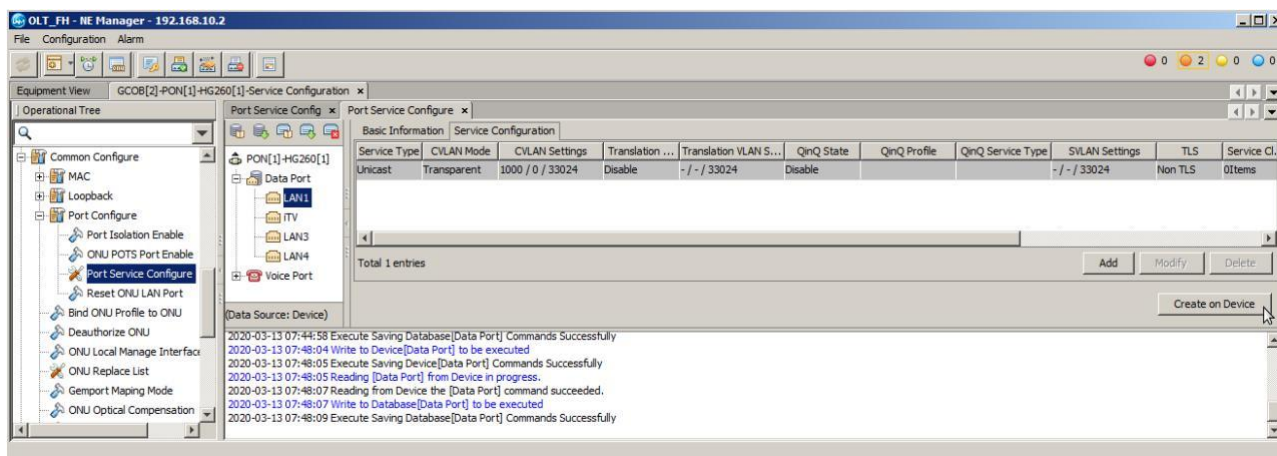 OLT_FH - NE Manager - 192.168.10.2
File Configuration Alarm
0 2 0 0
Equipment View GCOB[2]-PON[1]-HG260[1]-Service Configuration x
Operational Tree
Port Service Config x Port Service Configure x
Common Configure
MAC
Loopback
Port Configure
Port Isolation Enable
ONU POTS Port Enable
Port Service Configure
Reset ONU LAN Port
Bind ONU Profile to ONU
Deauthorize ONU
ONU Local Manage Interface
ONU Replace List
Gemport Maping Mode
ONU Optical Compensation
PON[1]-HG260[1]
Data Port
LAN1
iTV
LAN3
LAN4
Voice Port
(Data Source: Device)
Basic Information Service Configuration
Service Type CVLAN Mode CVLAN Settings Translation ... Translation VLAN S... QinQ State QinQ Profile QinQ Service Type SVLAN Settings TLS Service Cl.
Unicast Transparent 1000 / 0 / 33024 Disable - / - / 33024 Disable - / - / 33024 Non TLS 0Items
Total 1 entries
Add Modify Delete
Create on Device
2020-03-13 07:44:58 Execute Saving Database[Data Port] Commands Successfully
2020-03-13 07:48:04 Write to Device[Data Port] to be executed
2020-03-13 07:48:05 Execute Saving Device[Data Port] Commands Successfully
2020-03-13 07:48:05 Reading [Data Port] from Device in progress.
2020-03-13 07:48:07 Reading from Device the [Data Port] command succeeded.
2020-03-13 07:48:07 Write to Database[Data Port] to be executed
2020-03-13 07:48:09 Execute Saving Database[Data Port] Commands Successfully